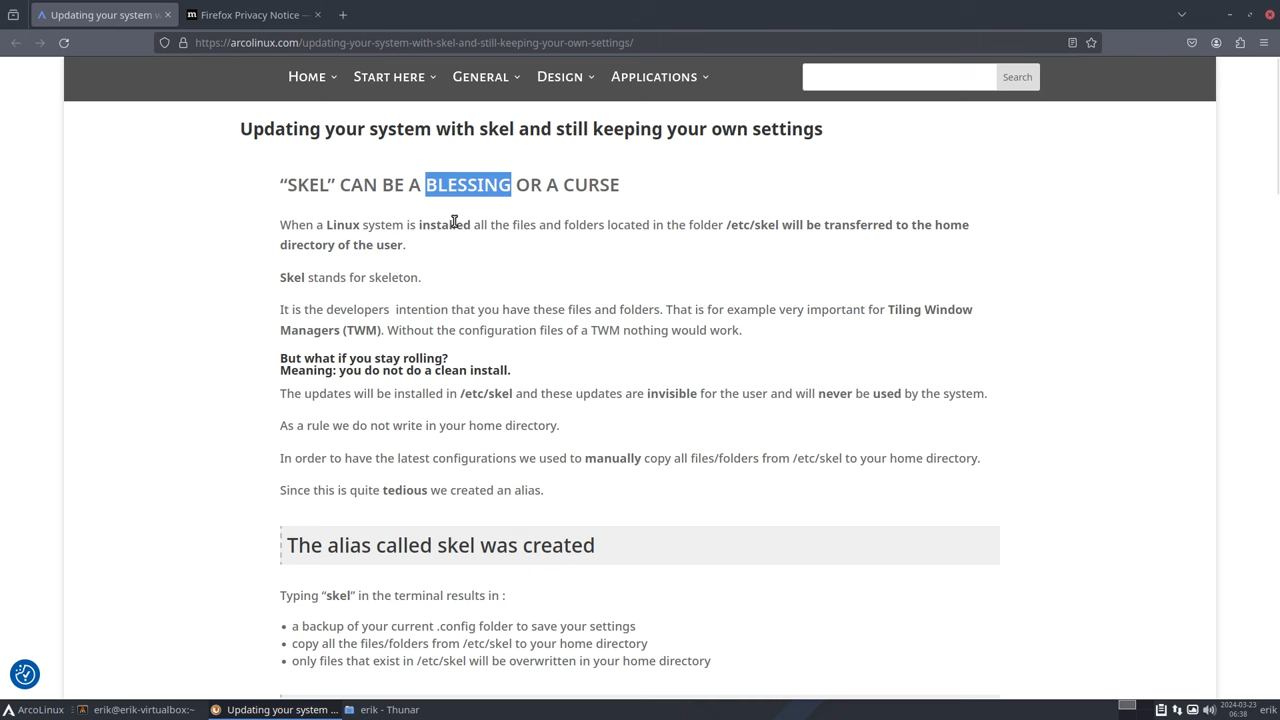 Updating your system w
Firefox Privacy Notice —
https://arcolinux.com/updating-your-system-with-skel-and-still-keeping-your-own-settings/
HOME START HERE GENERAL DESIGN APPLICATIONS
Search
Updating your system with skel and still keeping your own settings
“SKEL” CAN BE A BLESSING OR A CURSE
When a Linux system is installed all the files and folders located in the folder /etc/skel will be transferred to the home
directory of the user.
Skel stands for skeleton.
It is the developers intention that you have these files and folders. That is for example very important for Tiling Window
Managers (TWM). Without the configuration files of a TWM nothing would work.
But what if you stay rolling?
Meaning: you do not do a clean install.
The updates will be installed in /etc/skel and these updates are invisible for the user and will never be used by the system.
As a rule we do not write in your home directory.
In order to have the latest configurations we used to manually copy all files/folders from /etc/skel to your home directory.
Since this is quite tedious we created an alias.
The alias called skel was created
Typing “skel” in the terminal results in :
• a backup of your current .config folder to save your settings
• copy all the files/folders from /etc/skel to your home directory
• only files that exist in /etc/skel will be overwritten in your home directory
ArcoLinux
erik@erik-virtualbox:~
Updating your system ...
erik - Thunar
2024-03-23
06:38
erik